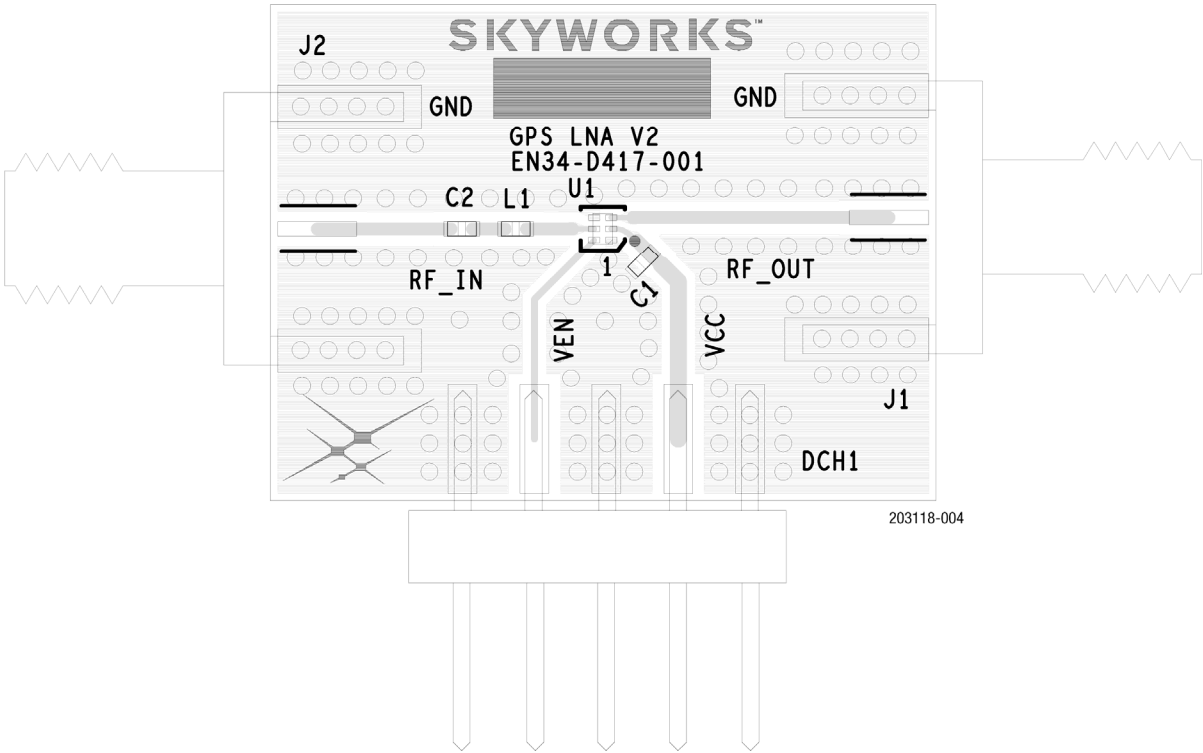 SKYWORKS™
J2
GND
GND
GPS LNA V2
EN34-D417-001
U1
C2
L1
1
C1
RF_IN
RF_OUT
VEN
VCC
J1
DCH1
203118-004